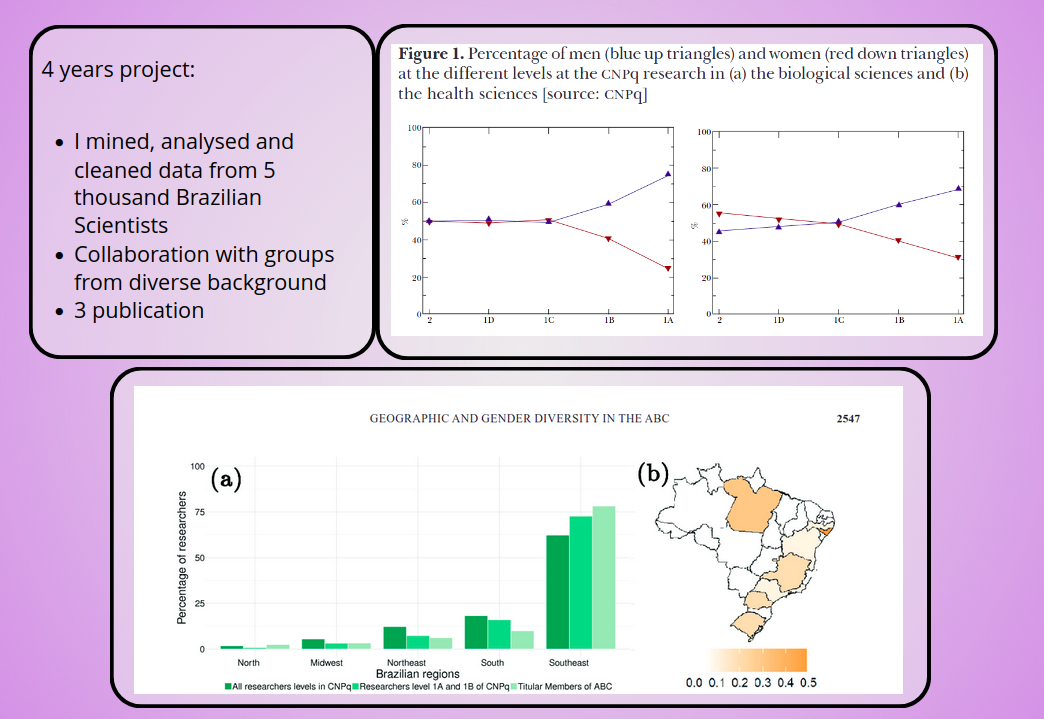 4 years project:
• I mined, analysed and
cleaned data from 5
thousand Brazilian
Scientists
• Collaboration with groups
from diverse background
• 3 publication
Figure 1. Percentage of men (blue up triangles) and women (red down triangles)
at the different levels at the CNPq research in (a) the biological sciences and (b)
the health sciences [source: CNPq]
100
80
60
40
20
0
%
2 1D 1C 1B 1A
100
80
60
40
20
0
%
2 1D 1C 1B 1A
GEOGRAPHIC AND GENDER DIVERSITY IN THE ABC 2547
(a)
Percentage of researchers
100
75
50
25
0
North Midwest Northeast South Southeast
Brazilian regions
All researchers levels in CNPq Researchers level 1A and 1B of CNPq Titular Members of ABC
(b)
0.0 0.1 0.2 0.3 0.4 0.5